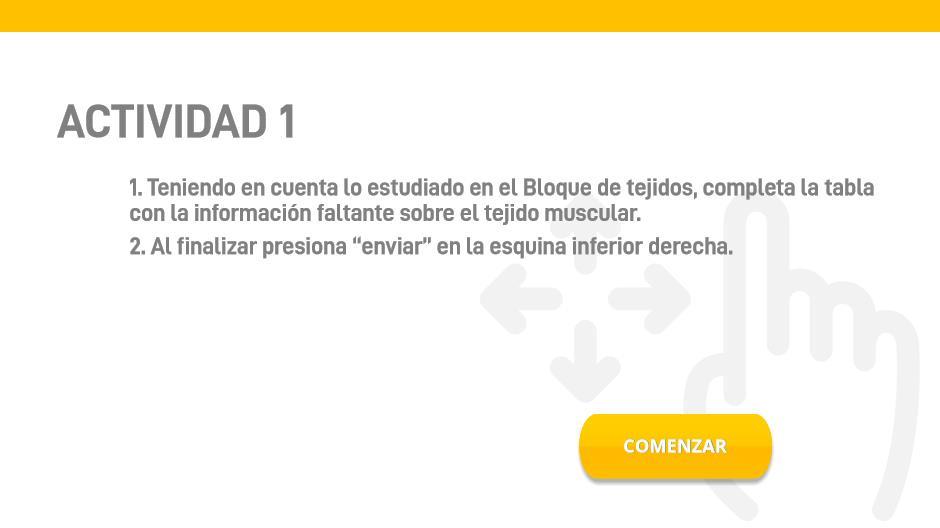 ACTIVIDAD 1
1. Teniendo en cuenta lo estudiado en el Bloque de tejidos, completa la tabla
con la información faltante sobre el tejido muscular.
2. Al finalizar presiona “enviar” en la esquina inferior derecha.
COMENZAR